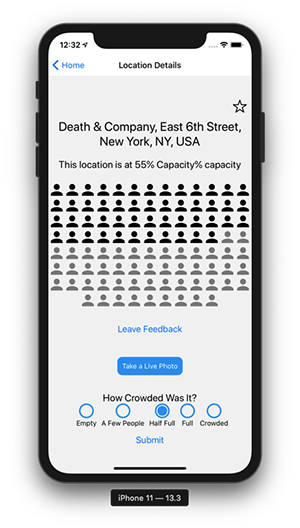 12:32
Home
Location Details
Death & Company, East 6th Street,
New York, NY, USA
This location is at 55% Capacity% capacity
Leave Feedback
Take a Live Photo
How Crowded Was It?
Empty A Few People Half Full Full Crowded
Submit
iPhone 11 — 13.3